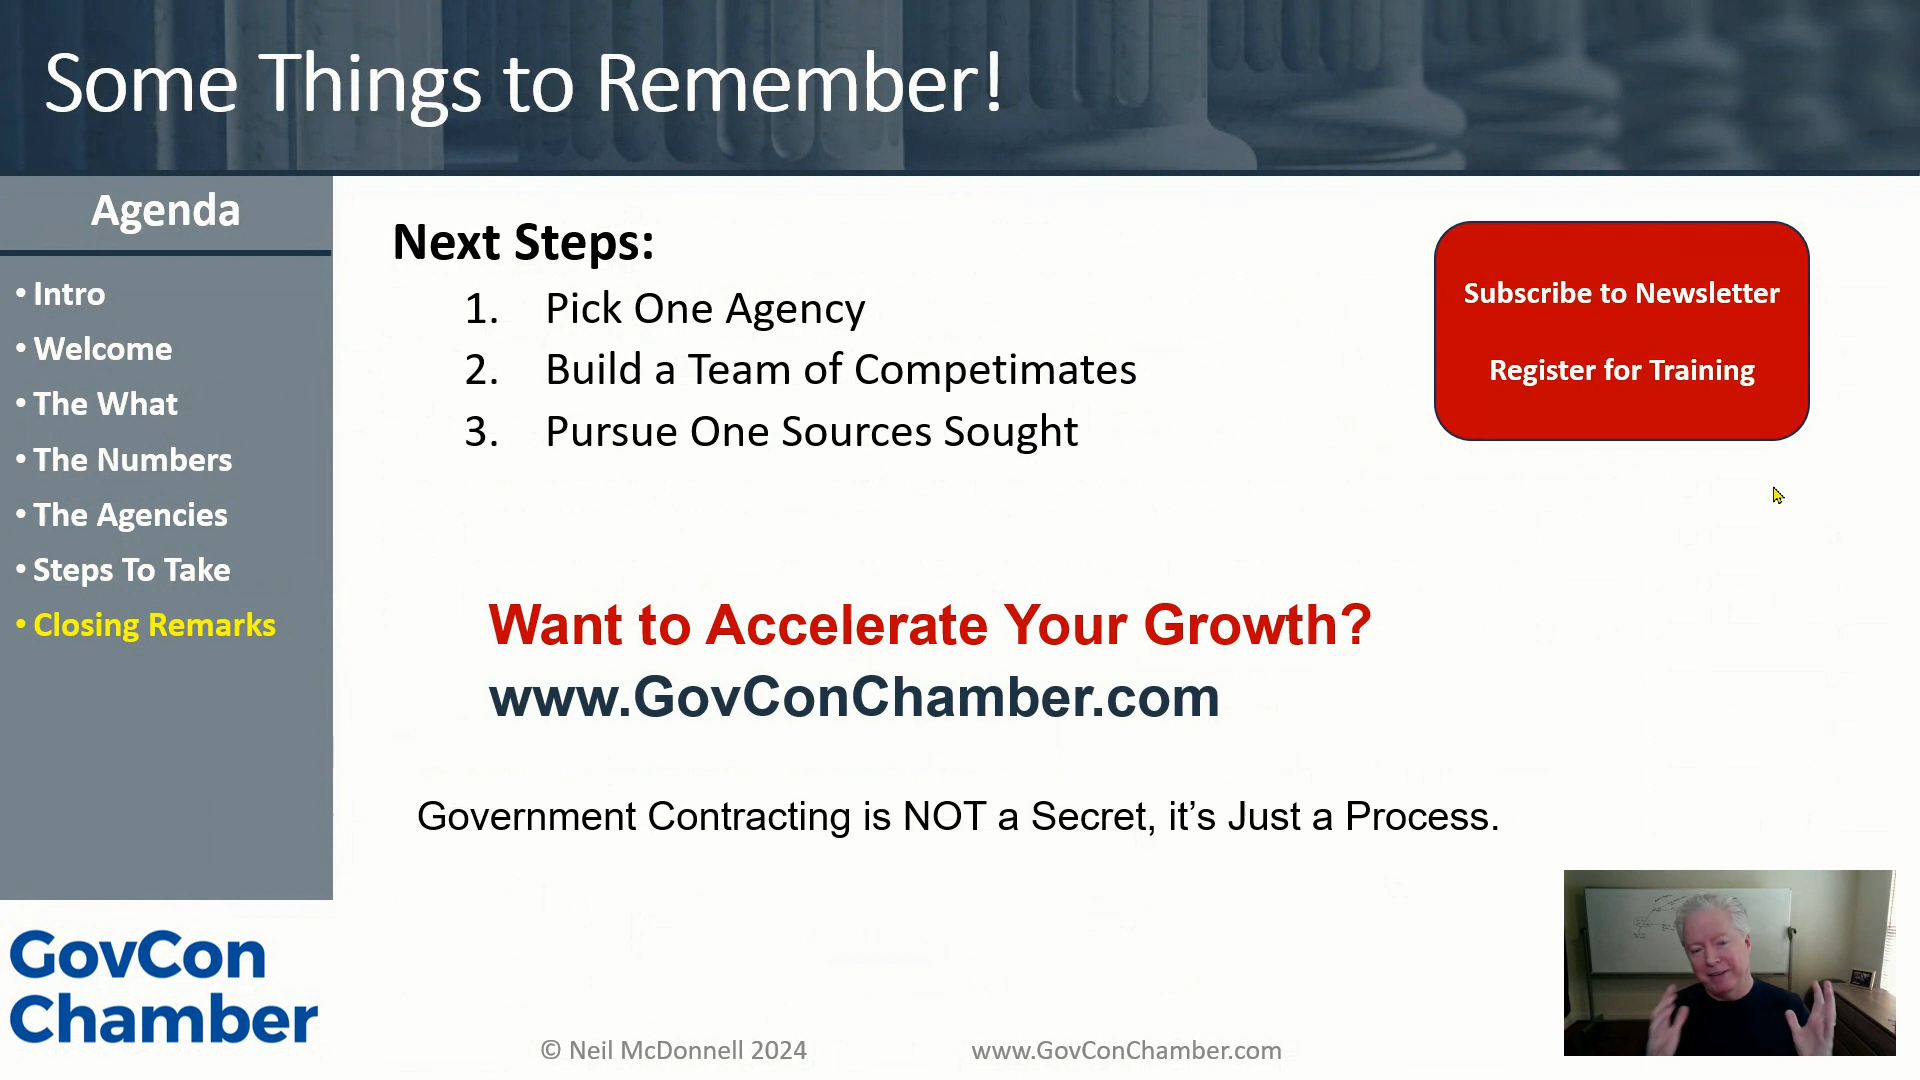 Some Things to Remember!
Agenda
• Intro
• Welcome
• The What
• The Numbers
• The Agencies
• Steps To Take
• Closing Remarks
Next Steps:
1. Pick One Agency
2. Build a Team of Competimates
3. Pursue One Sources Sought
Subscribe to Newsletter
Register for Training
Want to Accelerate Your Growth?
www.GovConChamber.com
Government Contracting is NOT a Secret, it’s Just a Process.
GovCon
Chamber
© Neil McDonnell 2024
www.GovConChamber.com